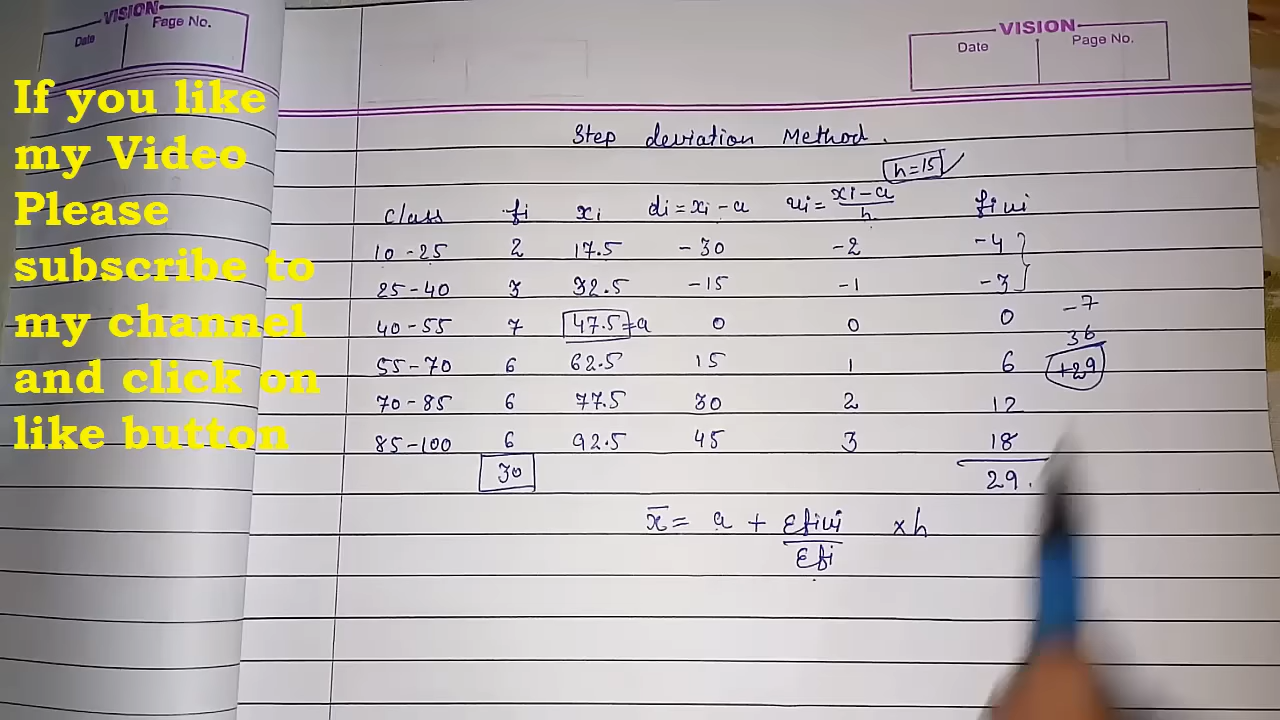 VISION
Date Page No.
VISION
Date Page No.
If you like
my Video
Please
subscribe to
my channel
and click on
like button
Step deviation Method.
h=15 ✓
class fi xi di = xi - a ui = xi-a/h fiui
10-25 2 17.5 -30 -2 -4
25-40 3 32.5 -15 -1 -3
40-55 7 47.5=a 0 0 0 -7
36
55-70 6 62.5 15 1 6 +29
70-85 6 77.5 30 2 12
85-100 6 92.5 45 3 18
30 29.
x̄ = a + Σfiui/Σfi ×h